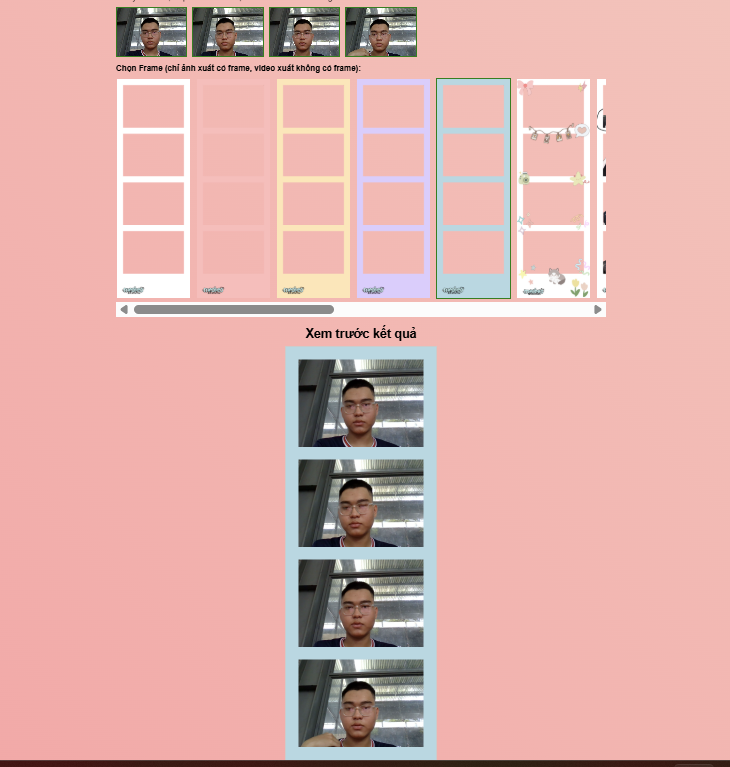 Chọn Frame (chỉ ảnh xuất có frame, video xuất không có frame):
Xem trước kết quả